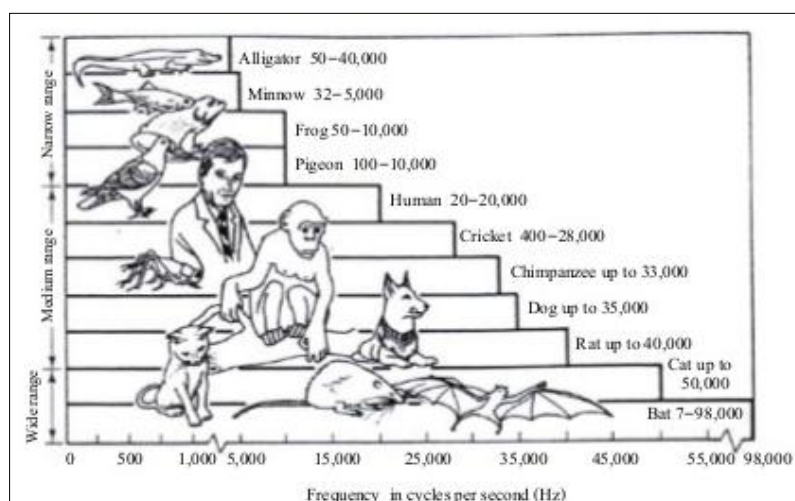 Alligator 50–40,000
Minnow 32–5,000
Frog 50–10,000
Pigeon 100–10,000
Human 20–20,000
Cricket 400–28,000
Chimpanzee up to 33,000
Dog up to 35,000
Rat up to 40,000
Cat up to
50,000
Bat 7–98,000
Narrow range
Medium range
Wide range
0 500 1,000 5,000 15,000 25,000 35,000 45,000 55,000 98,000
Frequency in cycles per second (Hz)